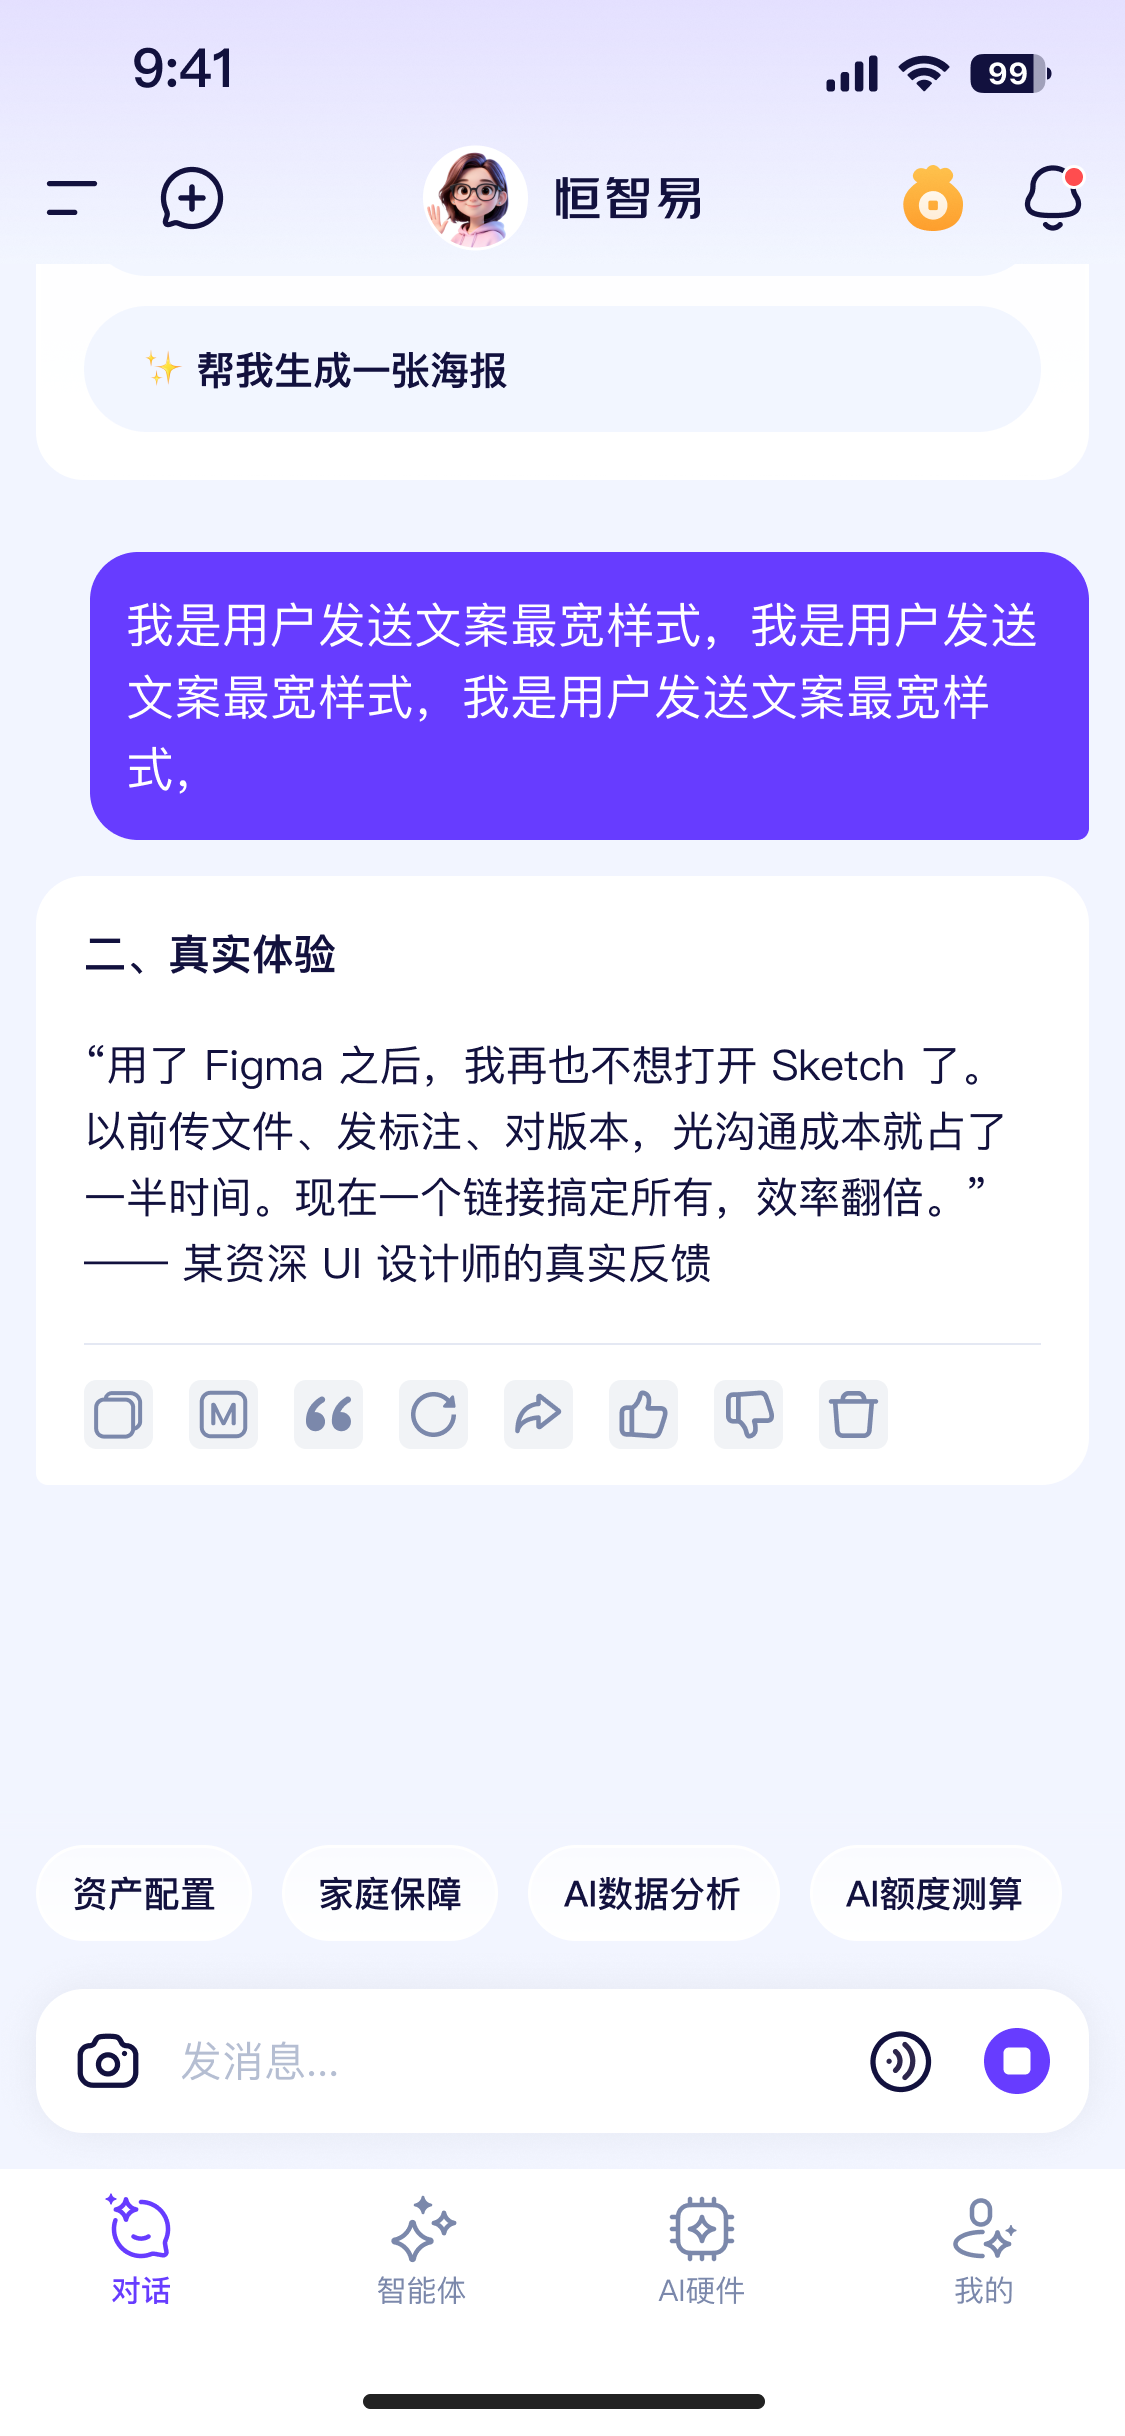 9:41
99
恒智易
✨ 帮我生成一张海报
我是用户发送文案最宽样式，我是用户发送
文案最宽样式，我是用户发送文案最宽样
式，
二、真实体验
“用了 Figma 之后，我再也不想打开 Sketch 了。
以前传文件、发标注、对版本，光沟通成本就占了
一半时间。现在一个链接搞定所有，效率翻倍。”
—— 某资深 UI 设计师的真实反馈
M
资产配置 家庭保障 AI数据分析 AI额度测算
发消息...
对话 智能体 AI硬件 我的